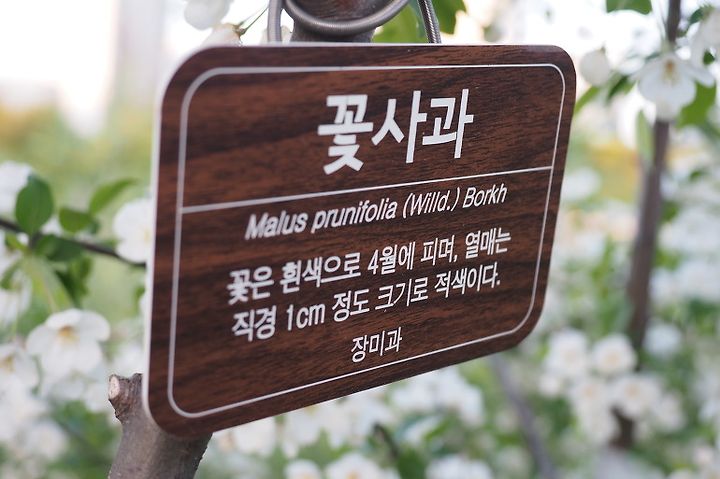 꽃사과
Malus prunifolia (Willd.) Borkh
꽃은 흰색으로 4월에 피며, 열매는
직경 1cm 정도 크기로 적색이다.
장미과